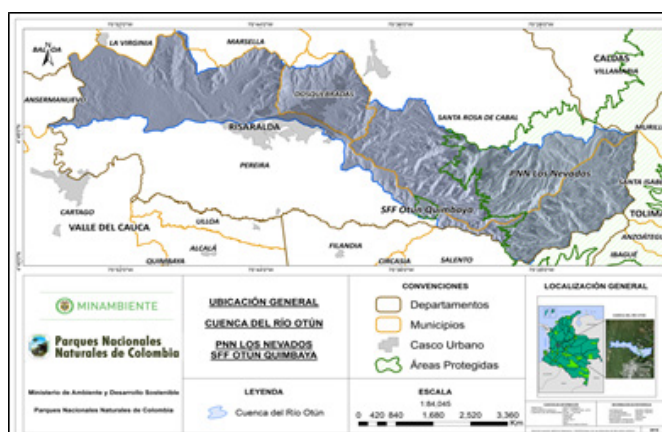 LA VIRGINIA
MARSELLA
CALDAS
VILLAMARIA
ANSERMANUEVO
DOSQUEBRADAS
SANTA ROSA DE CABAL
RISARALDA
MURILLO
PEREIRA
PNN Los Nevados
SFF Otún Quimbaya
CARTAGO
ULLOA
TOLIMA
VALLE DEL CAUCA
ALCALÁ
FILANDIA
QUIMBAYA
CIRCASIA
SALENTO
IBAGUÉ
MINAMBIENTE
Parques Nacionales
Naturales de Colombia
Ministerio de Ambiente y Desarrollo Sostenible
Parques Nacionales Naturales de Colombia
UBICACIÓN GENERAL
CUENCA DEL RÍO OTÚN
PNN LOS NEVADOS
SFF OTÚN QUIMBAYA
LEYENDA
Cuenca del Río Otún
CONVENCIONES
Departamentos
Municipios
Casco Urbano
Áreas Protegidas
ESCALA
1:84,045
0 420 840 1,680 2,520 3,360
Km
LOCALIZACIÓN GENERAL